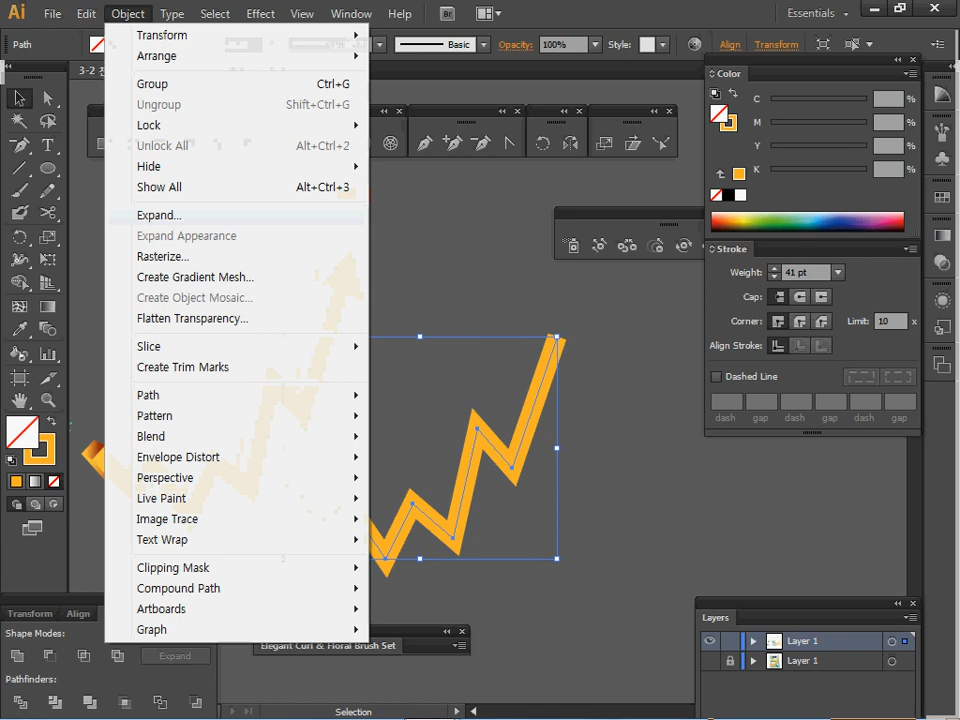 Ai File Edit Object Type Select Effect View Window Help Br Essentials
Path Basic Opacity: 100% Style: Align Transform
3-2
Transform
Arrange
Group Ctrl+G
Ungroup Shift+Ctrl+G
Lock
Unlock All Alt+Ctrl+2
Hide
Show All Alt+Ctrl+3
Expand...
Expand Appearance
Rasterize...
Create Gradient Mesh...
Create Object Mosaic...
Flatten Transparency...
Slice
Create Trim Marks
Path
Pattern
Blend
Envelope Distort
Perspective
Live Paint
Image Trace
Text Wrap
Clipping Mask
Compound Path
Artboards
Graph
Color
C %
M %
Y %
K %
Stroke
Weight: 41 pt
Cap:
Corner: Limit: 10 x
Align Stroke:
Dashed Line
dash gap dash gap dash gap
Transform Align
Shape Modes:
Expand
Pathfinders:
Elegant Curl & Floral Brush Set
Layers
Layer 1
Layer 1
Selection